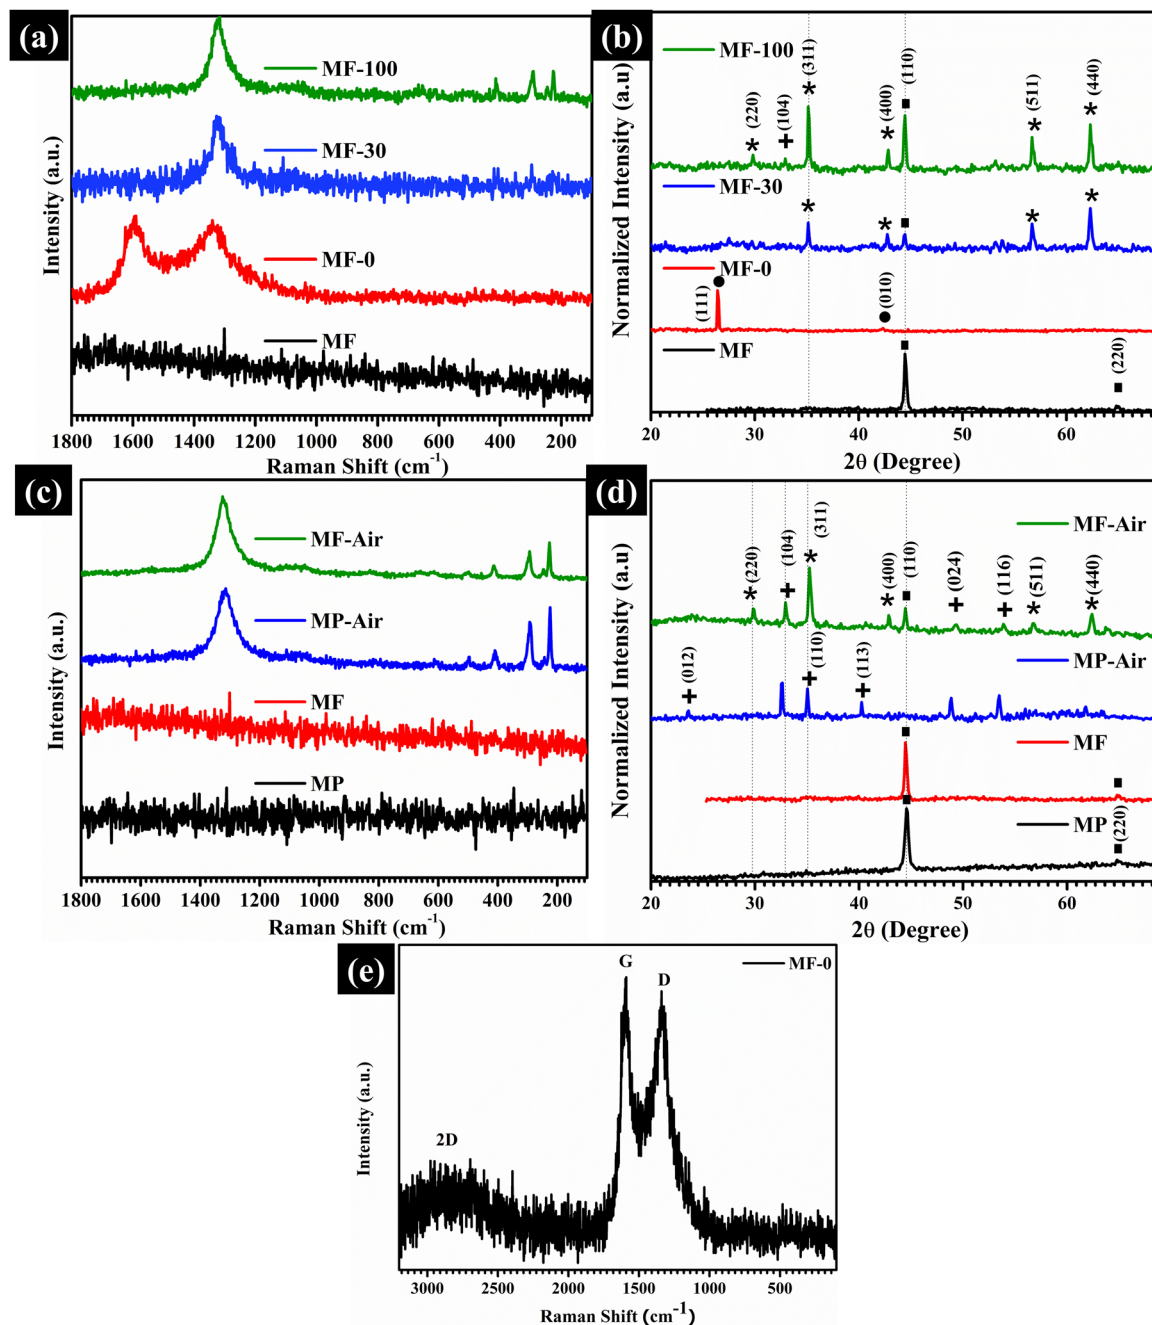 (a)
MF-100
MF-30
MF-0
MF
Intensity (a.u.)
1800 1600 1400 1200 1000 800 600 400 200
Raman Shift (cm⁻¹)
(b)
MF-100
(220)
(104)
(311)
(400)
(110)
(511)
(440)
MF-30
MF-0
(111)
(010)
MF
(220)
Normalized Intensity (a.u)
20 30 40 50 60
2θ (Degree)
(c)
MF-Air
MP-Air
MF
MP
Intensity (a.u.)
1800 1600 1400 1200 1000 800 600 400 200
Raman Shift (cm⁻¹)
(d)
MF-Air
(220)
(104)
(311)
(400)
(110)
(024)
(116)
(511)
(440)
MP-Air
(012)
(110)
(113)
MF
MP
(220)
Normalized Intensity (a.u)
20 30 40 50 60
2θ (Degree)
(e)
MF-0
G
D
2D
Intensity (a.u.)
3000 2500 2000 1500 1000 500
Raman Shift (cm⁻¹)